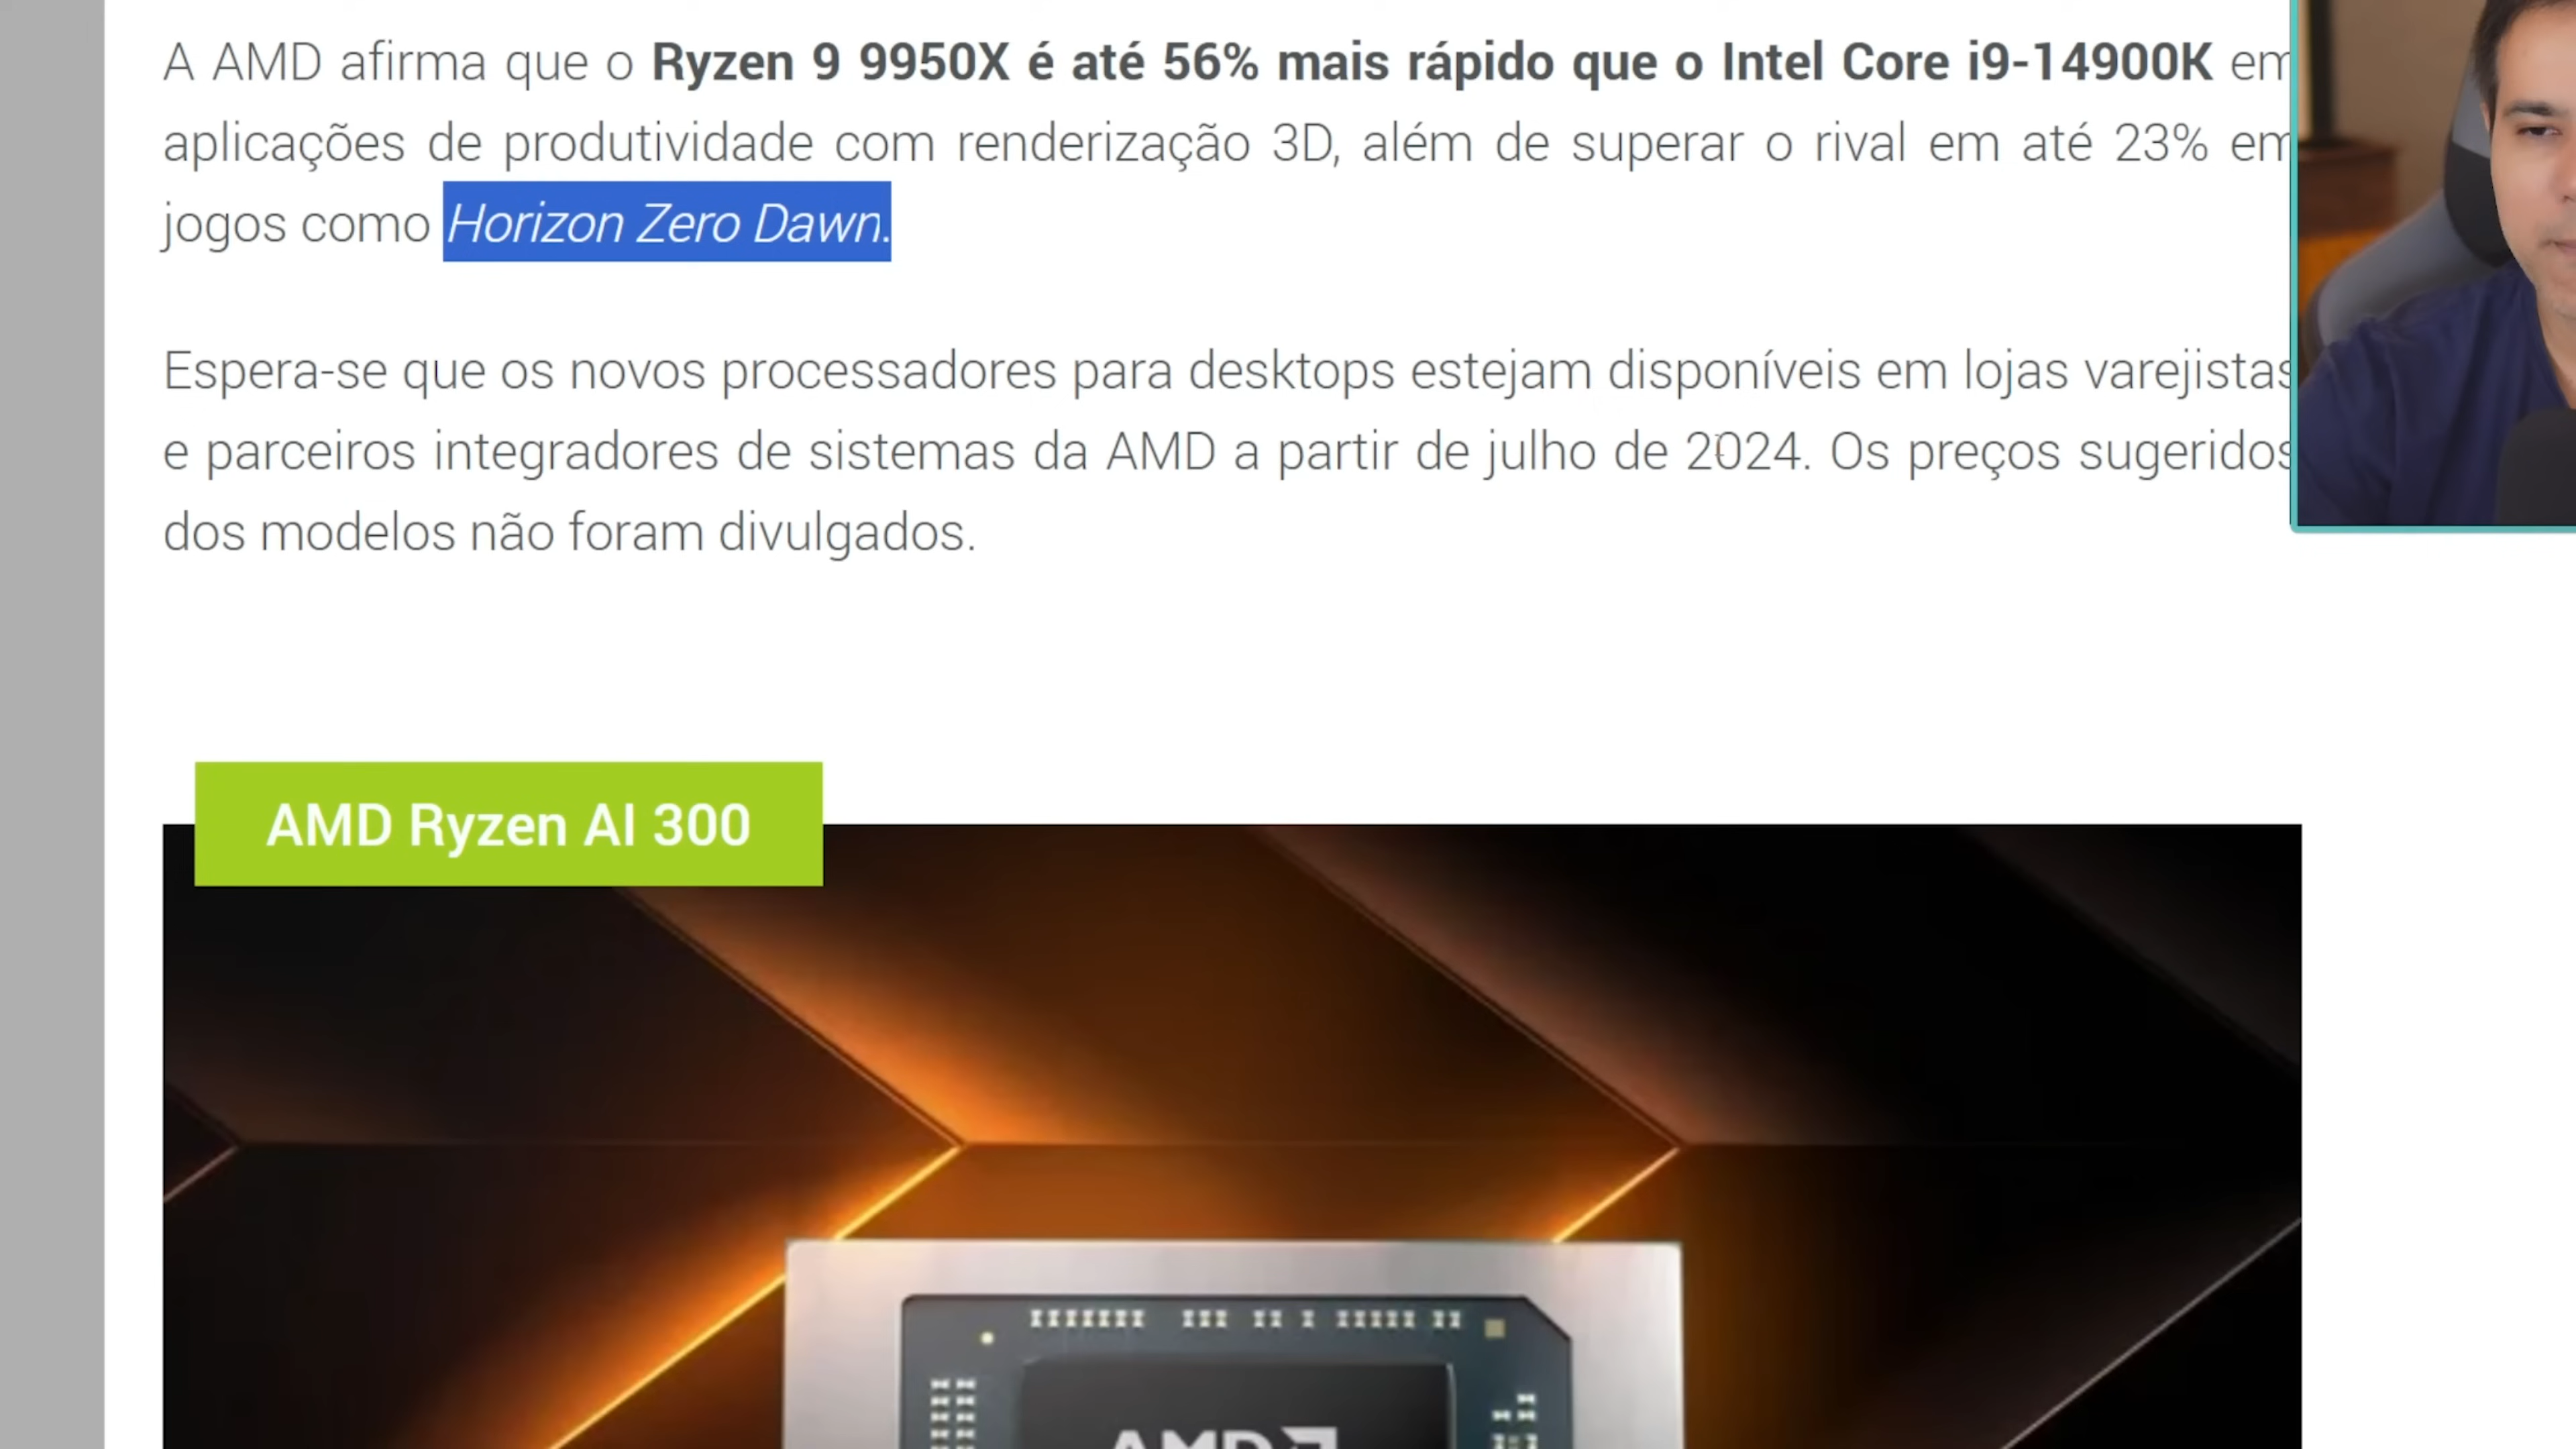 A AMD afirma que o Ryzen 9 9950X é até 56% mais rápido que o Intel Core i9-14900K em
aplicações de produtividade com renderização 3D, além de superar o rival em até 23% em
jogos como Horizon Zero Dawn.
Espera-se que os novos processadores para desktops estejam disponíveis em lojas varejistas
e parceiros integradores de sistemas da AMD a partir de julho de 2024. Os preços sugeridos
dos modelos não foram divulgados.
AMD Ryzen AI 300
AMD